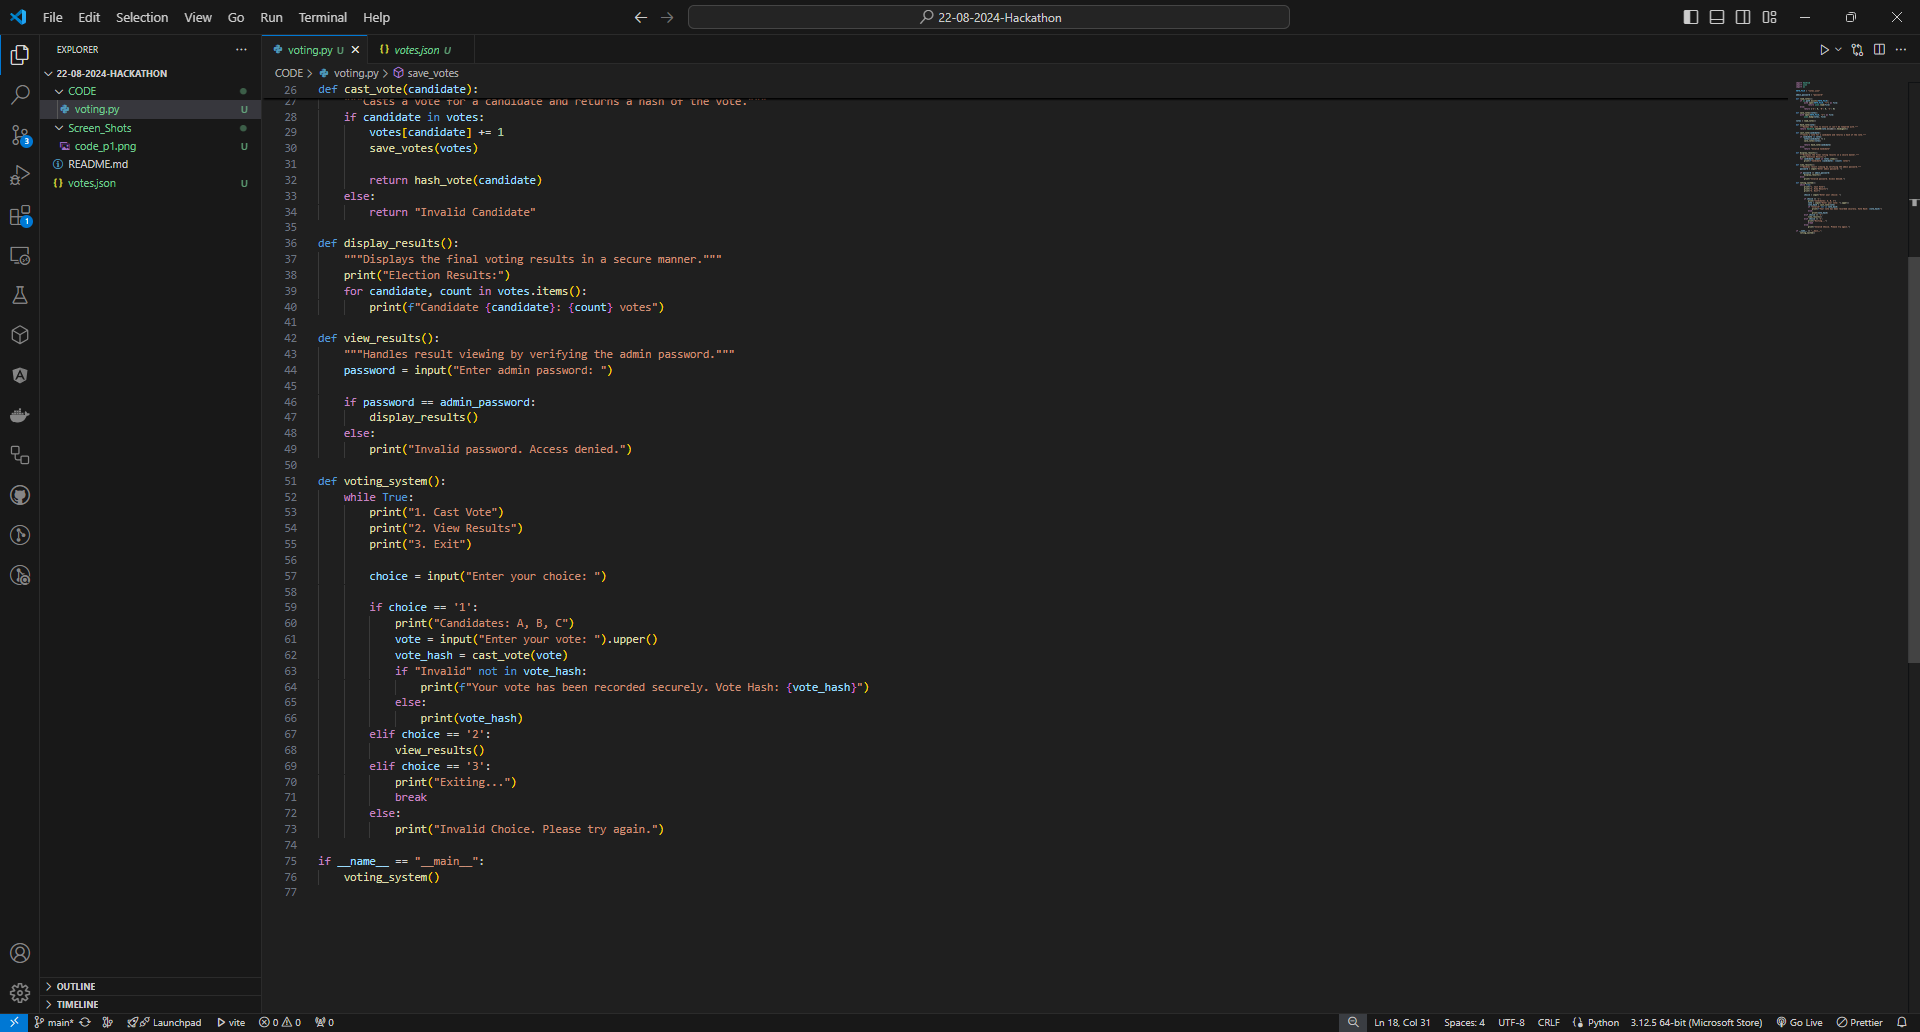 File Edit Selection View Go Run Terminal Help
22-08-2024-Hackathon
EXPLORER
22-08-2024-HACKATHON
CODE
voting.py U
Screen_Shots
code_p1.png U
README.md
votes.json U
3
1
OUTLINE
TIMELINE
voting.py U
votes.json U
CODE > voting.py > save_votes
26 def cast_vote(candidate):
27 """Casts a vote for a candidate and returns a hash of the vote."""
28 if candidate in votes:
29 votes[candidate] += 1
30 save_votes(votes)
31
32 return hash_vote(candidate)
33 else:
34 return "Invalid Candidate"
35
36 def display_results():
37 """Displays the final voting results in a secure manner."""
38 print("Election Results:")
39 for candidate, count in votes.items():
40 print(f"Candidate {candidate}: {count} votes")
41
42 def view_results():
43 """Handles result viewing by verifying the admin password."""
44 password = input("Enter admin password: ")
45
46 if password == admin_password:
47 display_results()
48 else:
49 print("Invalid password. Access denied.")
50
51 def voting_system():
52 while True:
53 print("1. Cast Vote")
54 print("2. View Results")
55 print("3. Exit")
56
57 choice = input("Enter your choice: ")
58
59 if choice == '1':
60 print("Candidates: A, B, C")
61 vote = input("Enter your vote: ").upper()
62 vote_hash = cast_vote(vote)
63 if "Invalid" not in vote_hash:
64 print(f"Your vote has been recorded securely. Vote Hash: {vote_hash}")
65 else:
66 print(vote_hash)
67 elif choice == '2':
68 view_results()
69 elif choice == '3':
70 print("Exiting...")
71 break
72 else:
73 print("Invalid Choice. Please try again.")
74
75 if __name__ == "__main__":
76 voting_system()
77
main* Launchpad vite 0 0 0 Ln 18, Col 31 Spaces: 4 UTF-8 CRLF Python 3.12.5 64-bit (Microsoft Store) Go Live Prettier